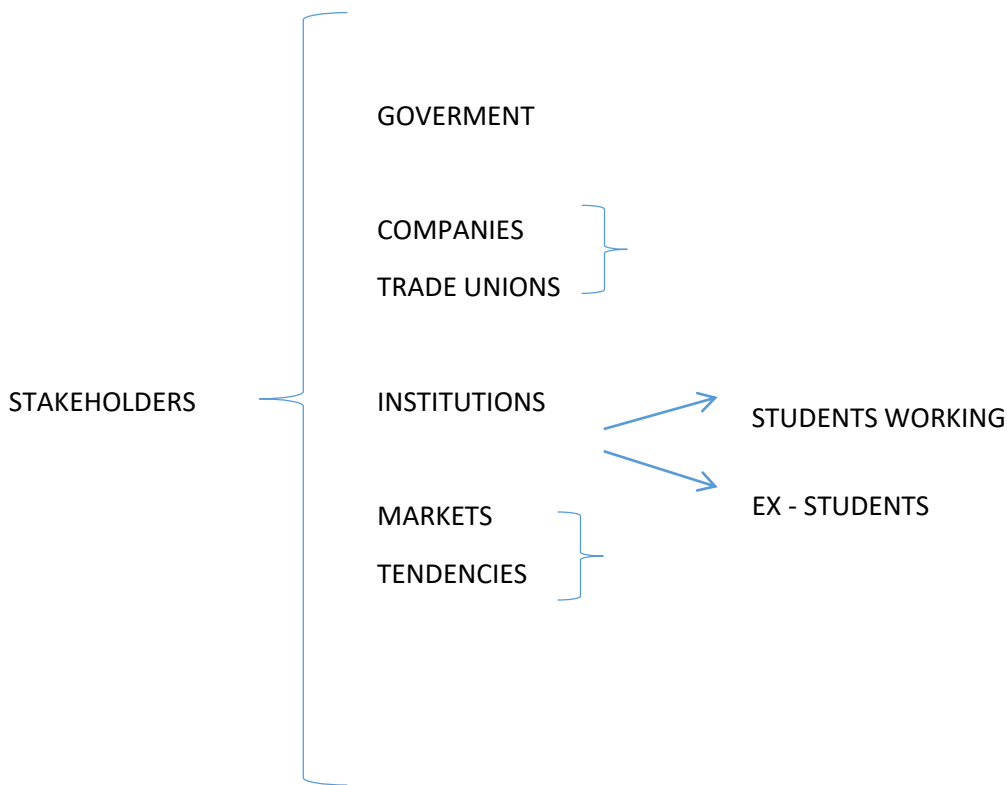 GOVERMENT
COMPANIES
TRADE UNIONS
STAKEHOLDERS
INSTITUTIONS
STUDENTS WORKING
EX - STUDENTS
MARKETS
TENDENCIES